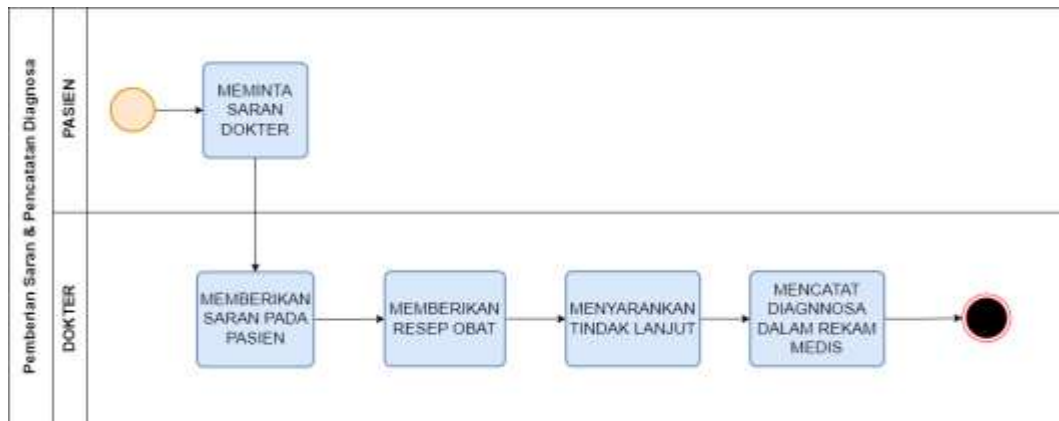 Pemberian Saran & Pencatatan Diagnosa
PASIEN
MEMINTA
SARAN
DOKTER
DOKTER
MEMBERIKAN
SARAN PADA
PASIEN
MEMBERIKAN
RESEP OBAT
MENYARANKAN
TINDAK LANJUT
MENCATAT
DIAGNNOSA
DALAM REKAM
MEDIS